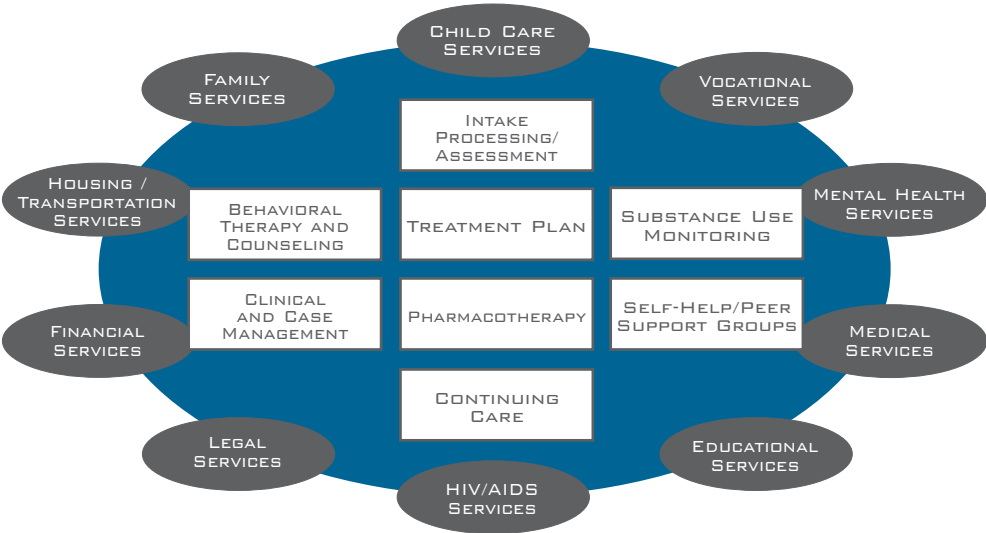 Child Care
Services
Family
Services
Vocational
Services
Intake
Processing/
Assessment
Housing /
Transportation
Services
Behavioral
Therapy and
Counseling
Treatment Plan
Substance Use
Monitoring
Mental Health
Services
Clinical
and Case
Management
Pharmacotherapy
Self-Help/Peer
Support Groups
Financial
Services
Medical
Services
Continuing
Care
Legal
Services
Educational
Services
HIV/AIDS
Services